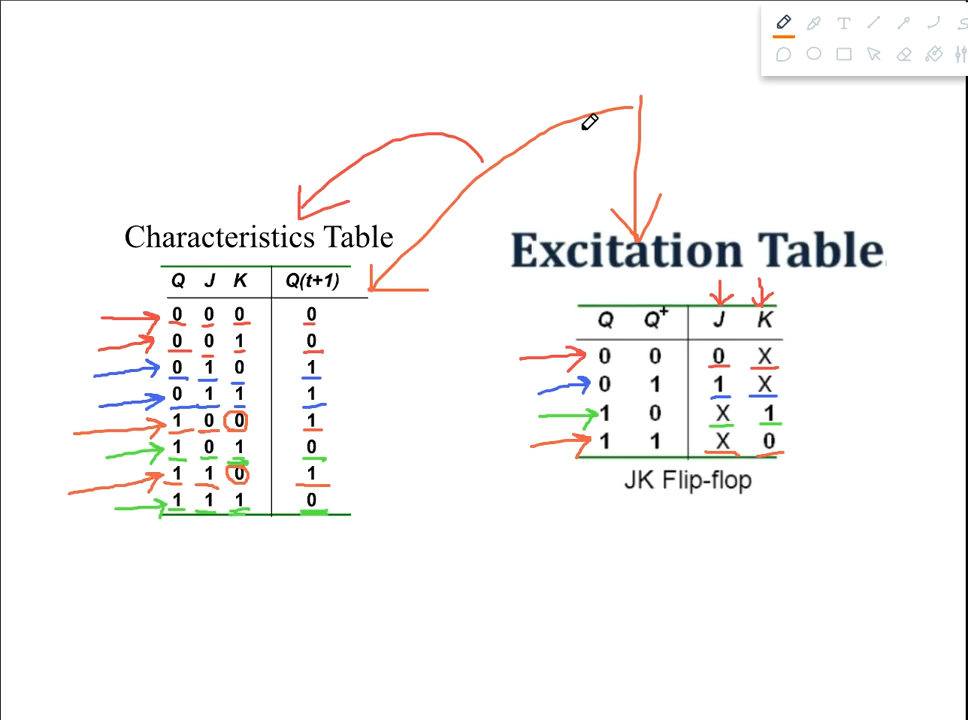 Characteristics Table
Q J K Q(t+1)
0 0 0 0
0 0 1 0
0 1 0 1
0 1 1 1
1 0 0 1
1 0 1 0
1 1 0 1
1 1 1 0
Excitation Table
Q Q⁺ J K
0 0 0 X
0 1 1 X
1 0 X 1
1 1 X 0
JK Flip-flop